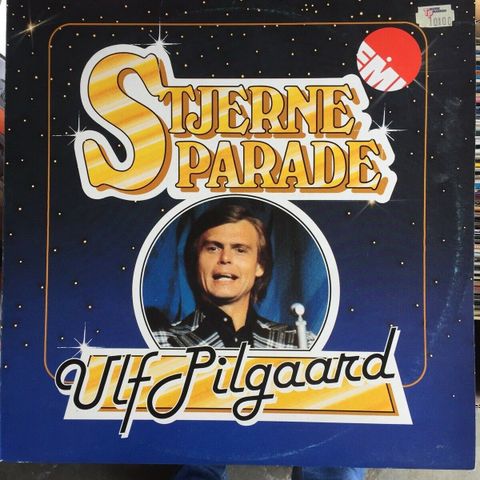 EMI
STJERNE
PARADE
Ulf Pilgaard